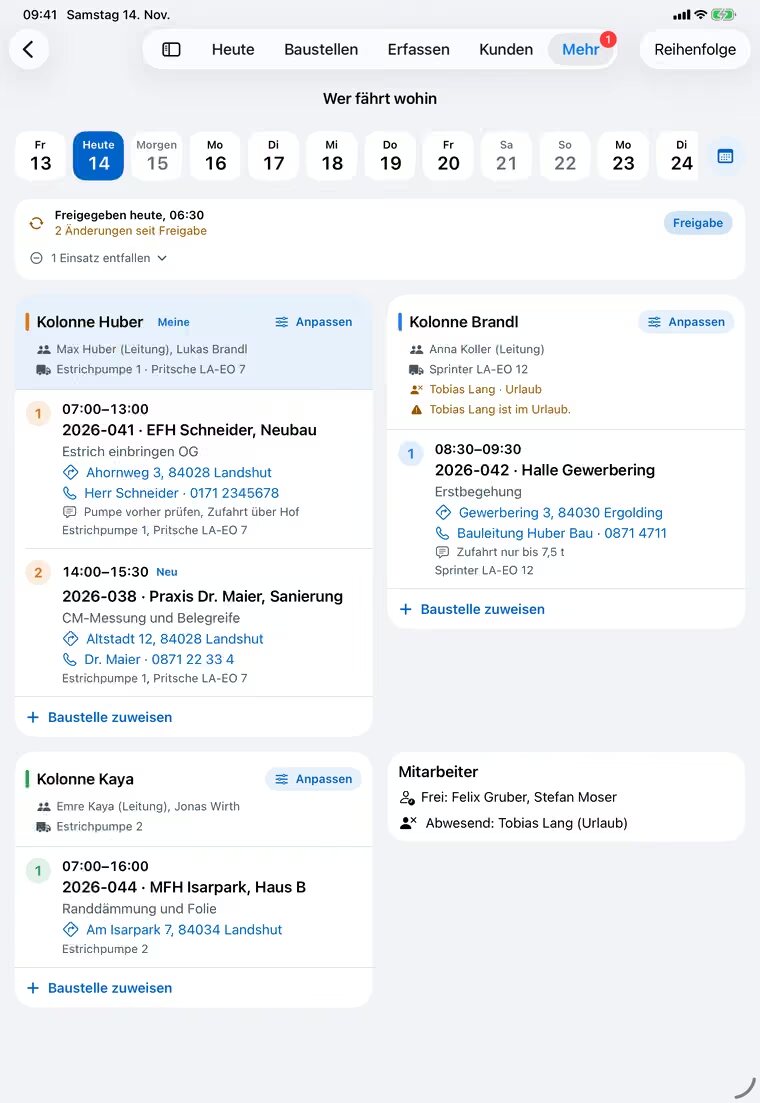 09:41 Samstag 14. Nov.
Heute Baustellen Erfassen Kunden Mehr 1 Reihenfolge
Wer fährt wohin
Fr Heute Morgen Mo Di Mi Do Fr Sa So Mo Di
13 14 15 16 17 18 19 20 21 22 23 24
Freigegeben heute, 06:30
2 Änderungen seit Freigabe
Freigabe
1 Einsatz entfallen
Kolonne Huber Meine Anpassen
Max Huber (Leitung), Lukas Brandl
Estrichpumpe 1 · Pritsche LA-EO 7
1 07:00–13:00
2026-041 · EFH Schneider, Neubau
Estrich einbringen OG
Ahornweg 3, 84028 Landshut
Herr Schneider · 0171 2345678
Pumpe vorher prüfen, Zufahrt über Hof
Estrichpumpe 1, Pritsche LA-EO 7
2 14:00–15:30 Neu
2026-038 · Praxis Dr. Maier, Sanierung
CM-Messung und Belegreife
Altstadt 12, 84028 Landshut
Dr. Maier · 0871 22 33 4
Estrichpumpe 1, Pritsche LA-EO 7
+ Baustelle zuweisen
Kolonne Brandl Anpassen
Anna Koller (Leitung)
Sprinter LA-EO 12
Tobias Lang · Urlaub
Tobias Lang ist im Urlaub.
1 08:30–09:30
2026-042 · Halle Gewerbering
Erstbegehung
Gewerbering 3, 84030 Ergolding
Bauleitung Huber Bau · 0871 4711
Zufahrt nur bis 7,5 t
Sprinter LA-EO 12
+ Baustelle zuweisen
Kolonne Kaya Anpassen
Emre Kaya (Leitung), Jonas Wirth
Estrichpumpe 2
1 07:00–16:00
2026-044 · MFH Isarpark, Haus B
Randdämmung und Folie
Am Isarpark 7, 84034 Landshut
Estrichpumpe 2
+ Baustelle zuweisen
Mitarbeiter
Frei: Felix Gruber, Stefan Moser
Abwesend: Tobias Lang (Urlaub)